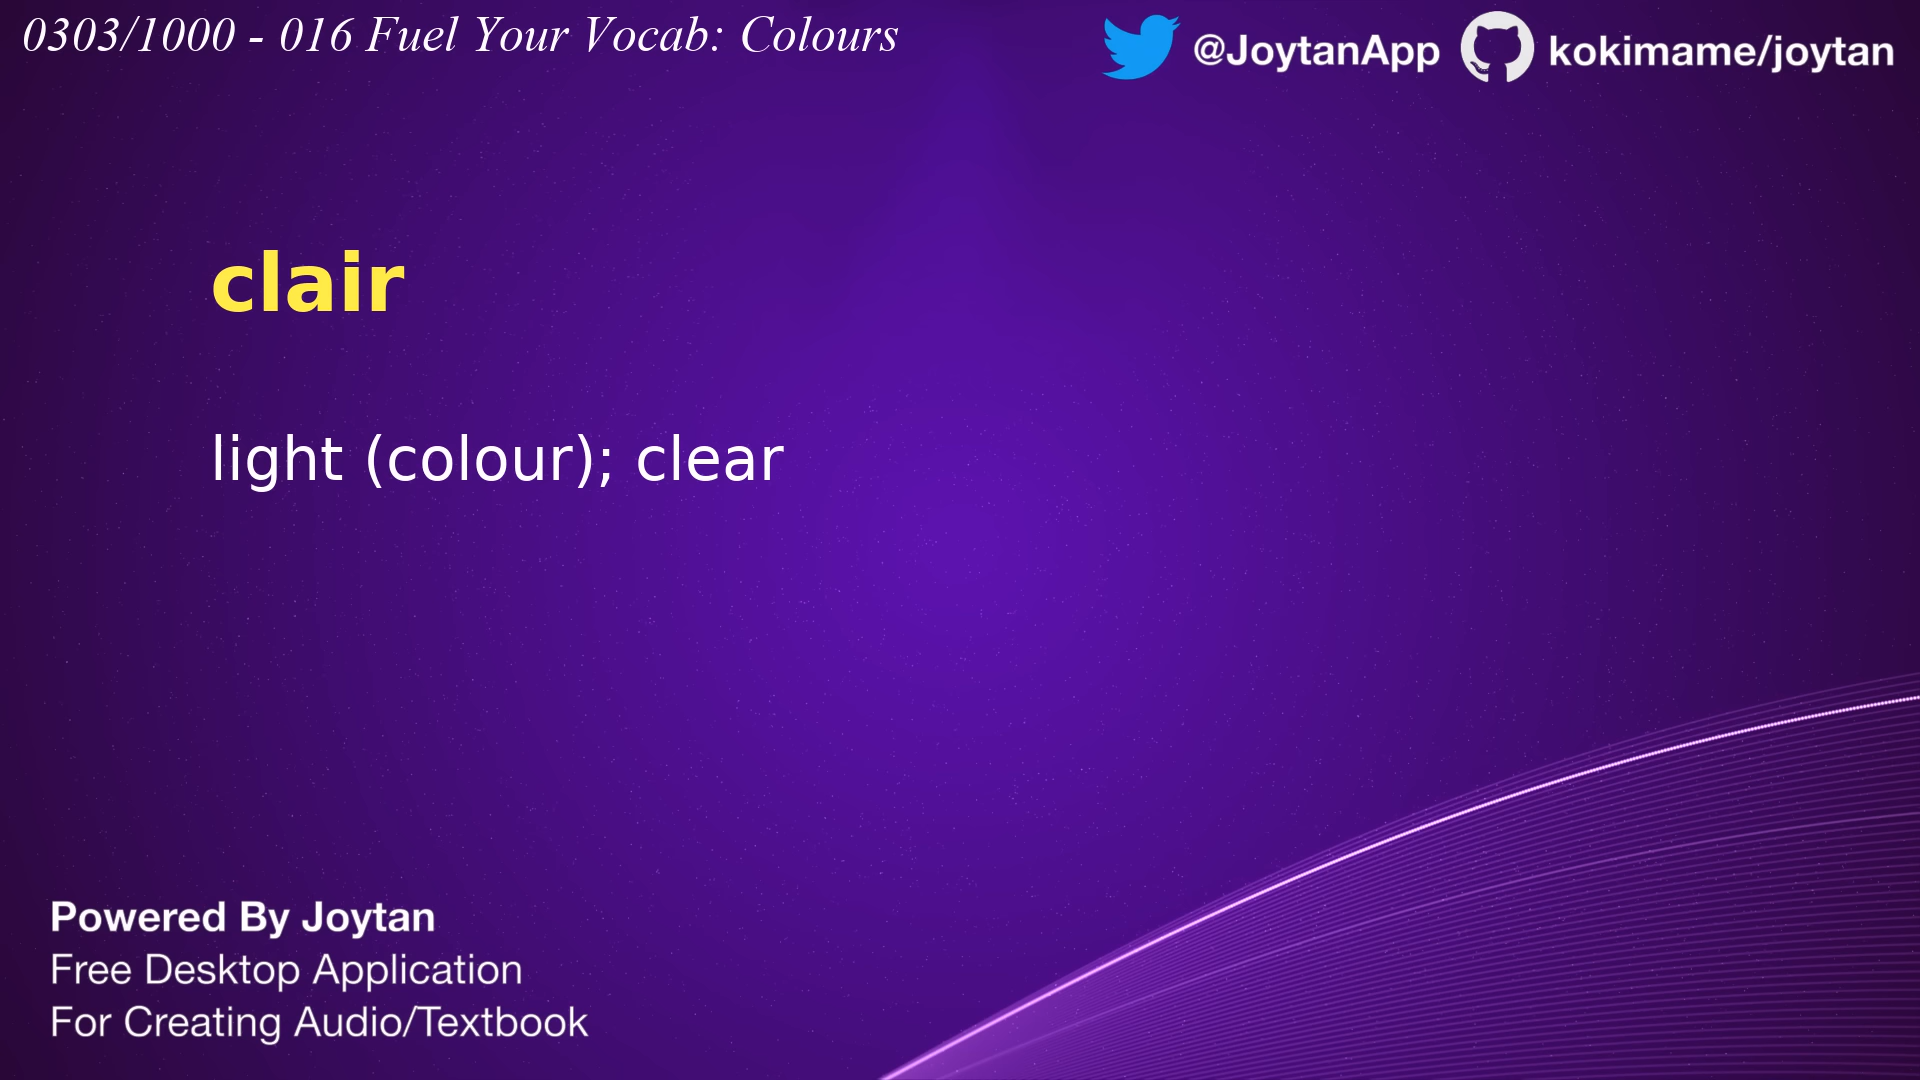 0303/1000 - 016 Fuel Your Vocab: Colours
@JoytanApp
kokimame/joytan
clair
light (colour); clear
Powered By Joytan
Free Desktop Application
For Creating Audio/Textbook